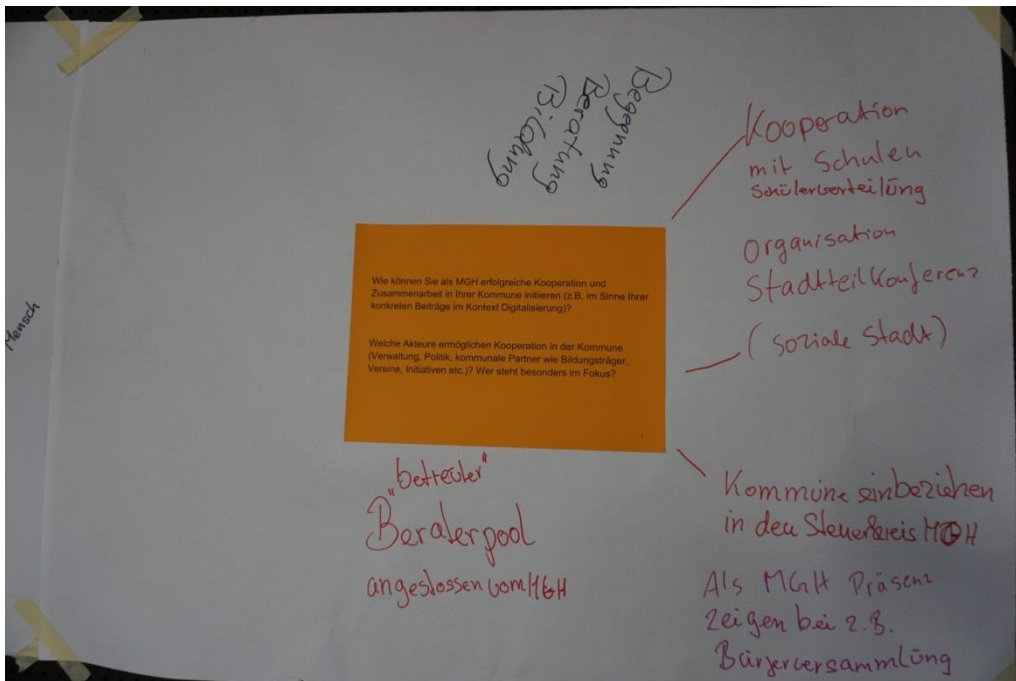 Mensch
Begegnung
Beratung
Bildung
Kooperation
mit Schulen
Schülerverteilung
Organisation
Stadtteilkonferenz
(soziale Stadt)
Wie können Sie als MGH erfolgreiche Kooperation und
Zusammenarbeit in Ihrer Kommune initiieren (z.B. im Sinne Ihrer
konkreten Beiträge im Kontext Digitalisierung)?
Welche Akteure ermöglichen Kooperation in der Kommune
(Verwaltung, Politik, kommunale Partner wie Bildungsträger,
Vereine, Initiativen etc.)? Wer steht besonders im Fokus?
„betreuter"
Beraterpool
angestossen vom MGH
Kommune einbeziehen
in den Steuerkreis MGH
Als MGH Präsenz
zeigen bei z.B.
Bürgerversammlung